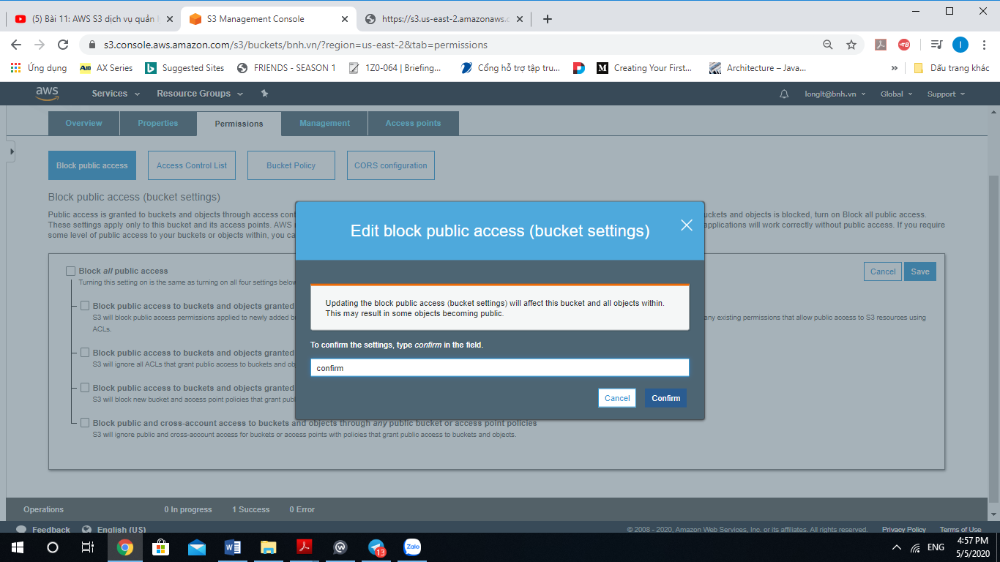 (5) Bài 11: AWS S3 dịch vụ quản
S3 Management Console
https://s3.us-east-2.amazonaws.c
s3.console.aws.amazon.com/s3/buckets/bnh.vn/?region=us-east-2&tab=permissions
Ứng dụng
AX Series
Suggested Sites
FRIENDS - SEASON 1
1Z0-064 | Briefing...
Cổng hỗ trợ tập tru...
Creating Your First...
Architecture – Java...
»
Dấu trang khác
aws
Services
Resource Groups
longlt@bnh.vn
Global
Support
Overview
Properties
Permissions
Management
Access points
Block public access
Access Control List
Bucket Policy
CORS configuration
Block public access (bucket settings)
Public access is granted to buckets and objects through access con
uckets and objects is blocked, turn on Block all public access.
These settings apply only to this bucket and its access points. AWS
applications will work correctly without public access. If you require
some level of public access to your buckets or objects within, you ca
Edit block public access (bucket settings)
Block all public access
Turning this setting on is the same as turning on all four settings below
Cancel
Save
Block public access to buckets and objects granted
S3 will block public access permissions applied to newly added b
any existing permissions that allow public access to S3 resources using
ACLs.
Block public access to buckets and objects granted
S3 will ignore all ACLs that grant public access to buckets and ob
Block public access to buckets and objects granted
S3 will block new bucket and access point policies that grant publ
Block public and cross-account access to buckets and objects through any public bucket or access point policies
S3 will ignore public and cross-account access for buckets or access points with policies that grant public access to buckets and objects.
Updating the block public access (bucket settings) will affect this bucket and all objects within.
This may result in some objects becoming public.
To confirm the settings, type confirm in the field.
confirm
Cancel
Confirm
Operations
0 In progress
1 Success
0 Error
Feedback
English (US)
© 2008 - 2020, Amazon Web Services, Inc. or its affiliates. All rights reserved.
Privacy Policy
Terms of Use
13
Zalo
ENG
4:57 PM
5/5/2020